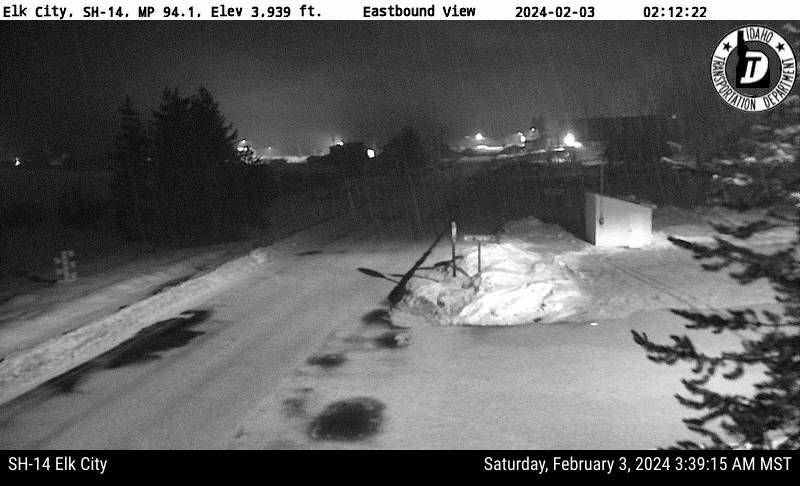 Elk City, SH-14, MP 94.1, Elev 3,939 ft. Eastbound View 2024-02-03 02:12:22
IDAHO
TRANSPORTATION DEPARTMENT
SH-14 Elk City Saturday, February 3, 2024 3:39:15 AM MST